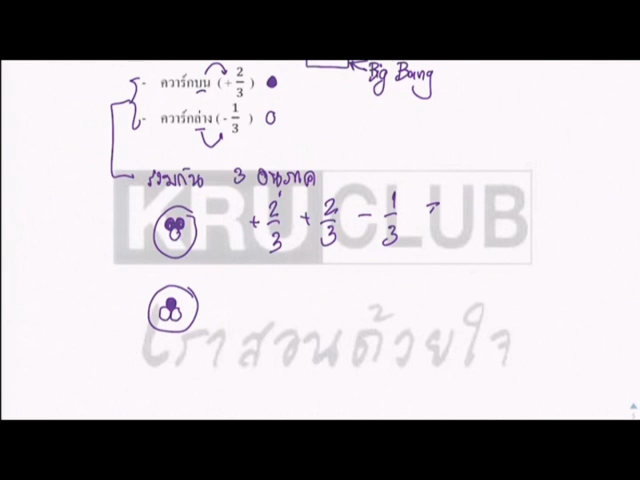 Big Bang
- ควาร์กบน (+ 2/3 )
- ควาร์กล่าง (- 1/3 )
รวมกัน 3 อนุภาค
+ 2/3 + 2/3 - 1/3 =
KRUCLUB
เราสอนด้วยใจ